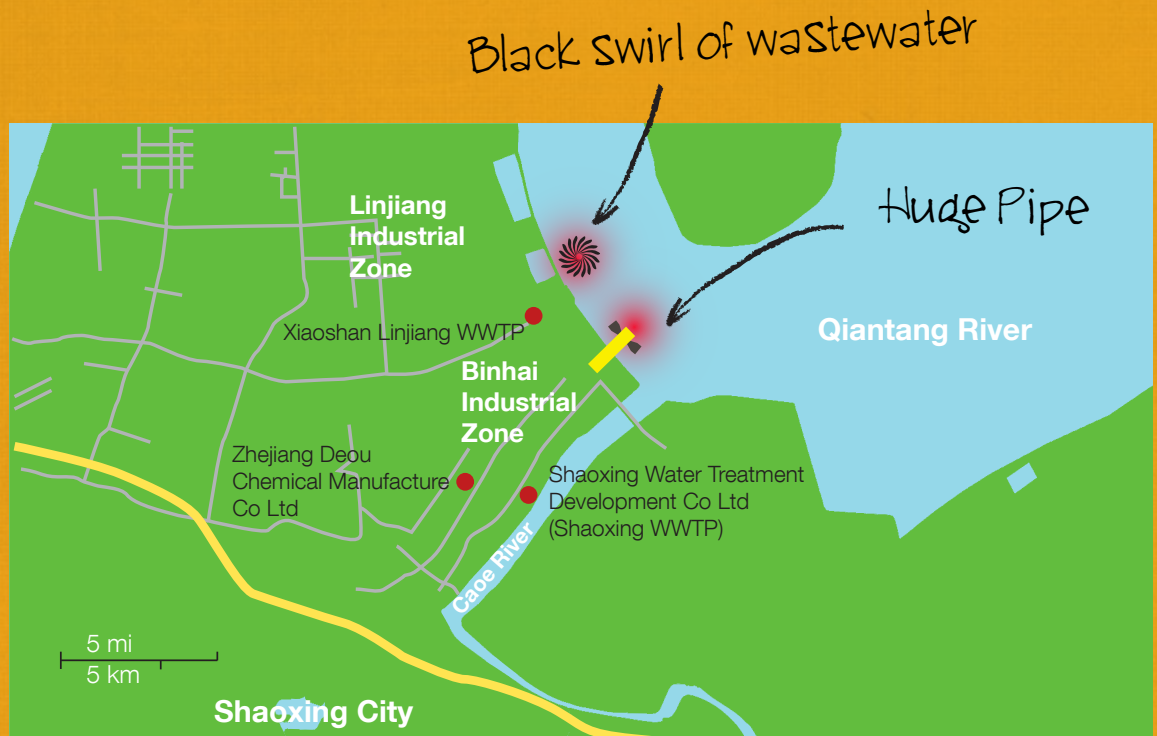 Black swirl of wastewater
Huge Pipe
Linjiang
Industrial
Zone
Xiaoshan Linjiang WWTP
Qiantang River
Binhai
Industrial
Zone
Zhejiang Deou
Chemical Manufacture
Co Ltd
Shaoxing Water Treatment
Development Co Ltd
(Shaoxing WWTP)
Caoe River
5 mi
5 km
Shaoxing City